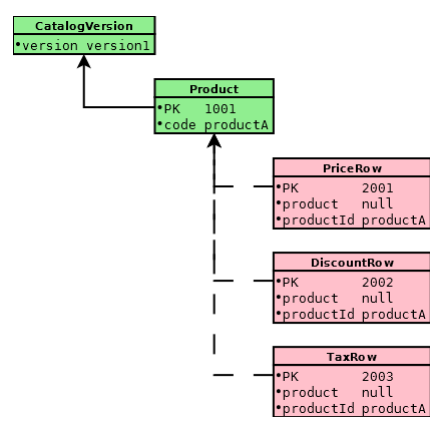 CatalogVersion
•version version1
Product
•PK 1001
•code productA
PriceRow
•PK 2001
•product null
•productId productA
DiscountRow
•PK 2002
•product null
•productId productA
TaxRow
•PK 2003
•product null
•productId productA